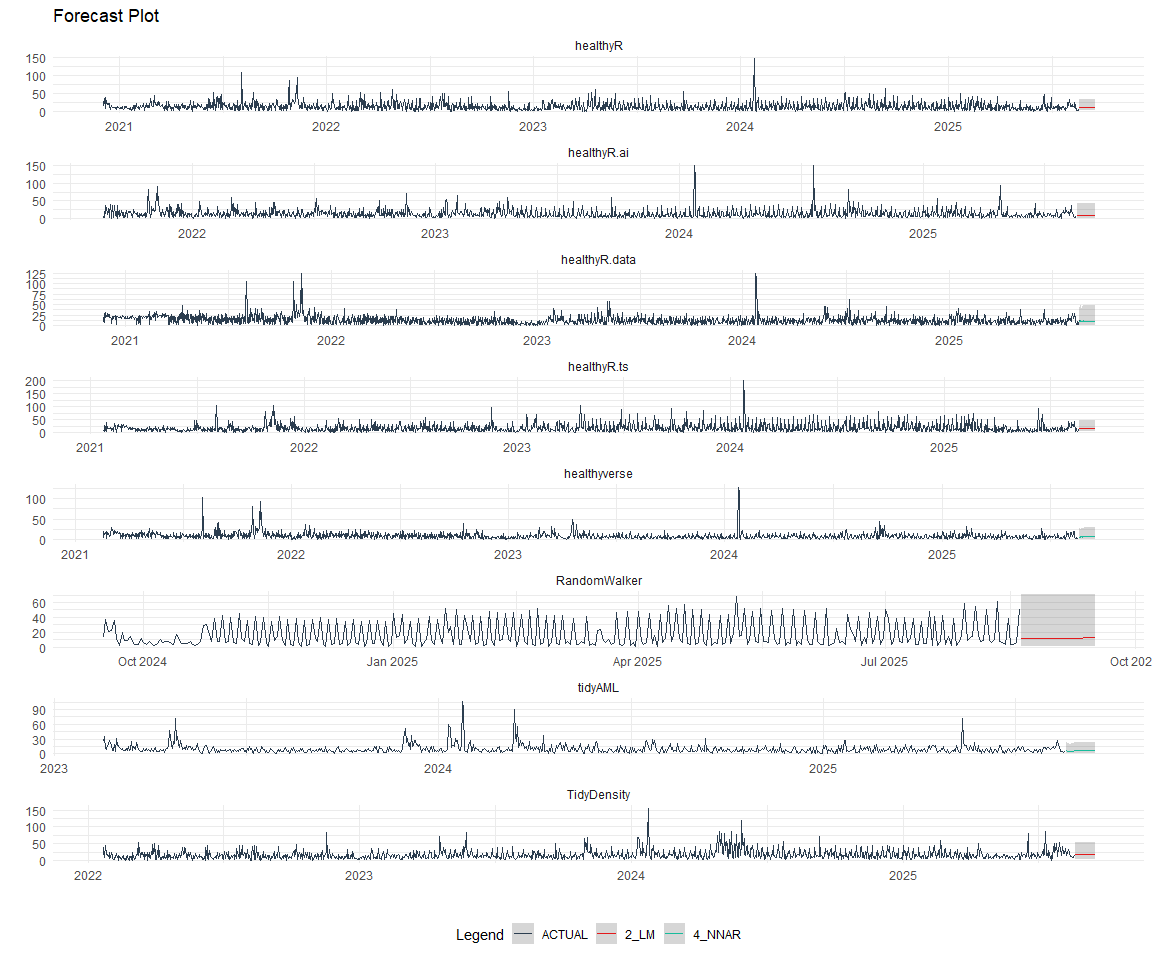 Forecast Plot
healthyR
150
100
50
0
2021 2022 2023 2024 2025
healthyR.ai
150
100
50
0
2022 2023 2024 2025
healthyR.data
125
100
75
50
25
0
2021 2022 2023 2024 2025
healthyR.ts
200
150
100
50
0
2021 2022 2023 2024 2025
healthyverse
100
50
0
2021 2022 2023 2024 2025
RandomWalker
60
40
20
0
Oct 2024 Jan 2025 Apr 2025 Jul 2025 Oct 202
tidyAML
90
60
30
0
2023 2024 2025
TidyDensity
150
100
50
0
2022 2023 2024 2025
Legend ACTUAL 2_LM 4_NNAR